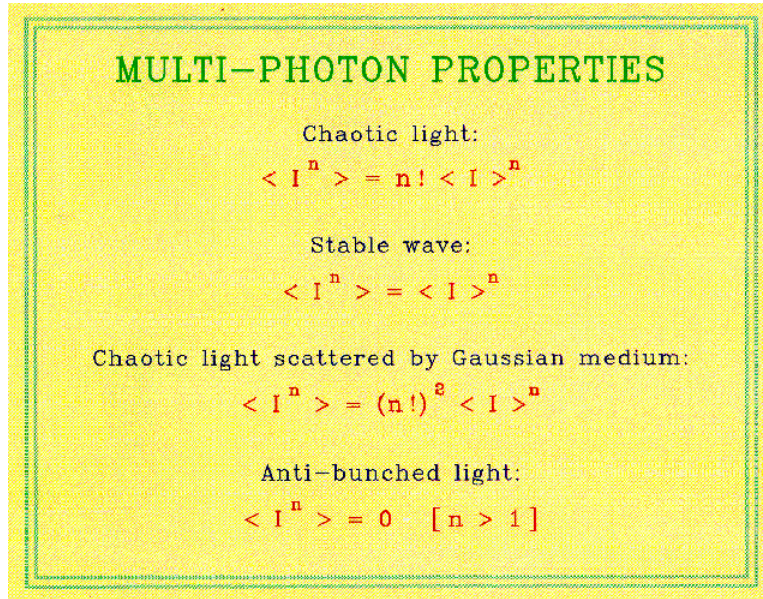 MULTI-PHOTON PROPERTIES
Chaotic light:
< I^n > = n! < I >^n
Stable wave:
< I^n > = < I >^n
Chaotic light scattered by Gaussian medium:
< I^n > = (n!)^2 < I >^n
Anti-bunched light:
< I^n > = 0 [n > 1]